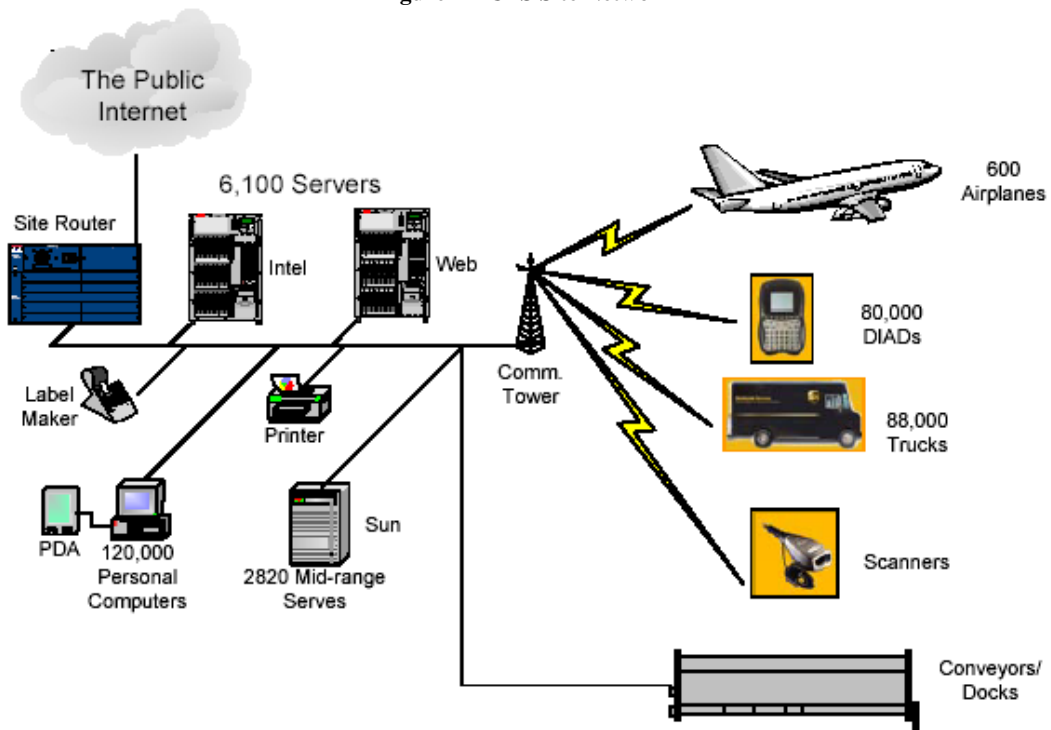 The Public
Internet
6,100 Servers
Site Router
Intel
Web
600
Airplanes
80,000
DIADs
Label
Maker
Printer
Comm.
Tower
88,000
Trucks
PDA
120,000
Personal
Computers
Sun
2820 Mid-range
Serves
Scanners
Conveyors/
Docks